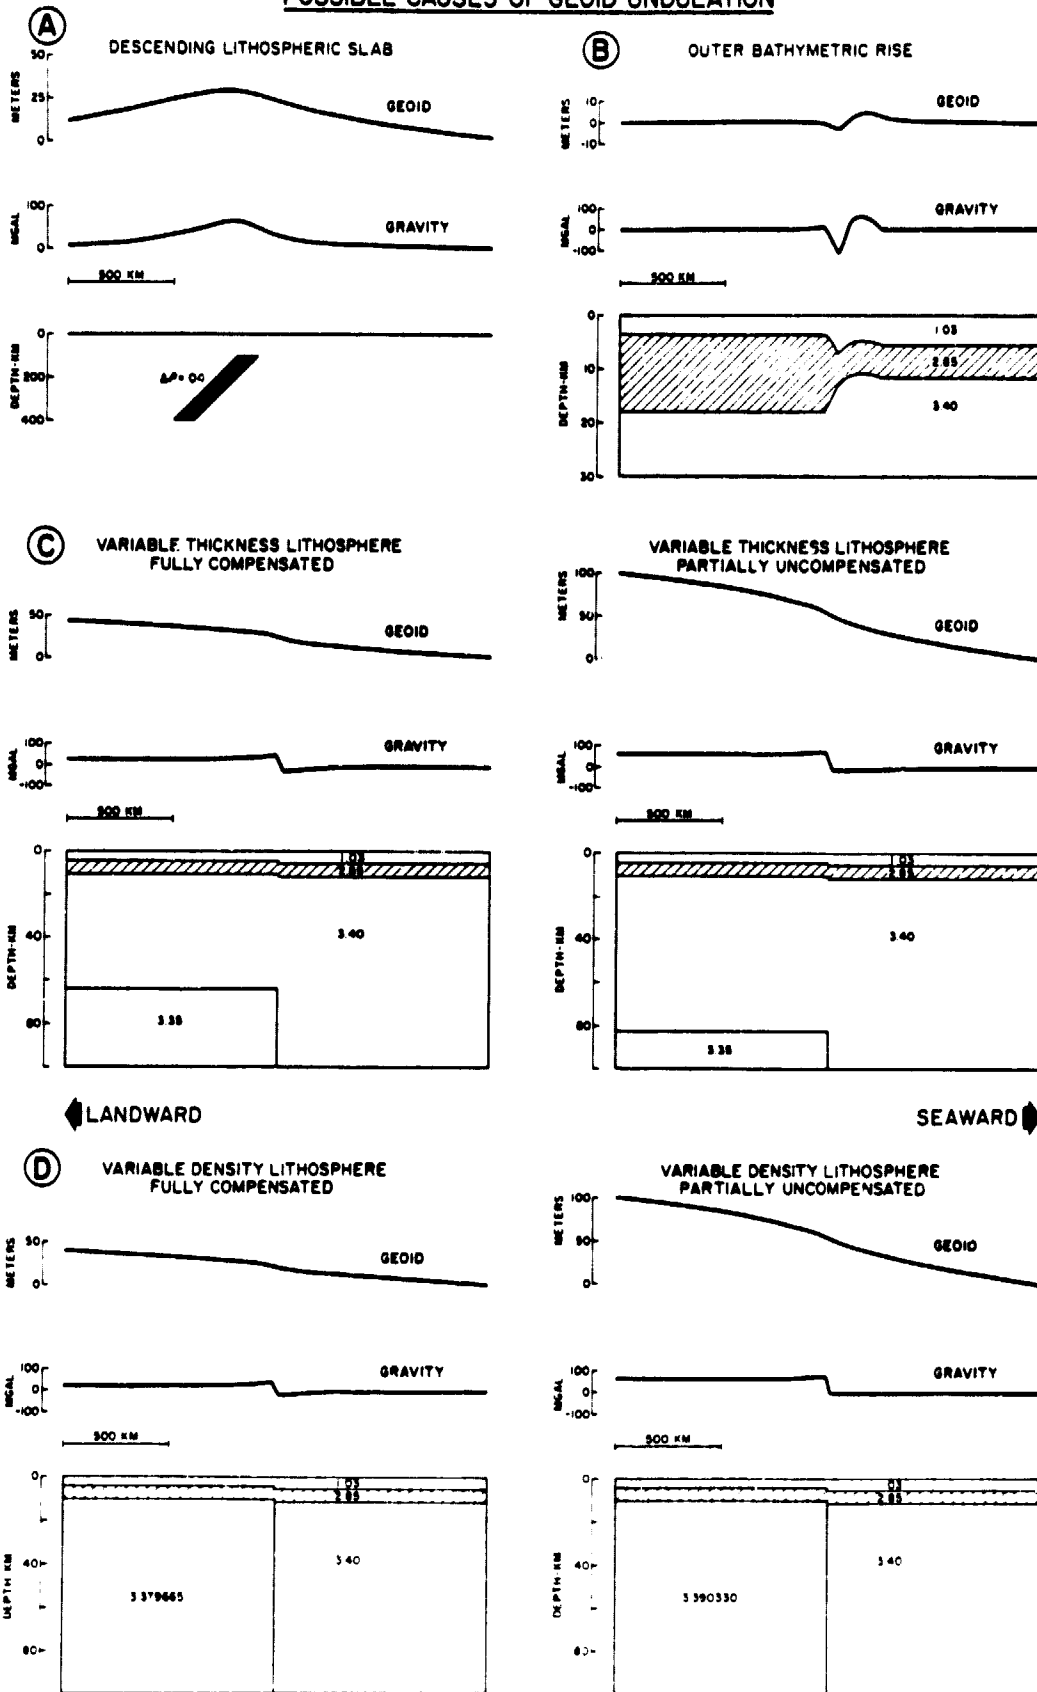 POSSIBLE CAUSES OF GEOID UNDULATION
A
DESCENDING LITHOSPHERIC SLAB
METERS
50
25
0
GEOID
MGAL
100
0
GRAVITY
500 KM
DEPTH-KM
0
200
400
Δρ=.04
B
OUTER BATHYMETRIC RISE
METERS
10
0
-10
GEOID
MGAL
100
0
-100
GRAVITY
500 KM
DEPTH-KM
0
10
20
30
1.03
2.85
3.40
C
VARIABLE THICKNESS LITHOSPHERE
FULLY COMPENSATED
METERS
50
0
GEOID
MGAL
100
0
-100
GRAVITY
500 KM
DEPTH-KM
0
40
80
1.03
2.85
3.40
3.35
VARIABLE THICKNESS LITHOSPHERE
PARTIALLY UNCOMPENSATED
METERS
100
50
0
GEOID
MGAL
100
0
-100
GRAVITY
500 KM
DEPTH-KM
0
40
80
1.03
2.85
3.40
3.35
LANDWARD
SEAWARD
D
VARIABLE DENSITY LITHOSPHERE
FULLY COMPENSATED
METERS
50
0
GEOID
MGAL
100
0
-100
GRAVITY
500 KM
DEPTH KM
0
40
80
1.03
2.85
3.40
3.379665
VARIABLE DENSITY LITHOSPHERE
PARTIALLY UNCOMPENSATED
METERS
100
50
0
GEOID
MGAL
100
0
-100
GRAVITY
500 KM
DEPTH-KM
0
40
80
1.03
2.85
3.40
3.390330